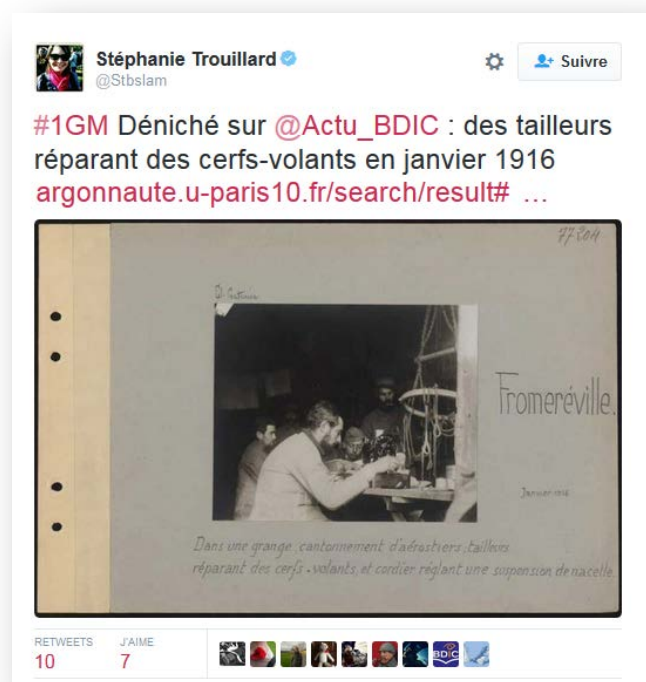 Stéphanie Trouillard
@Stbslam
Suivre
#1GM Déniché sur @Actu_BDIC : des tailleurs
réparant des cerfs-volants en janvier 1916
argonnaute.u-paris10.fr/search/result# …
77204
Fromeréville.
Janvier 1916
Dans une grange, cantonnement d'aérostiers, tailleurs
réparant des cerfs-volants, et cordier réglant une suspension de nacelle.
RETWEETS J'AIME
10 7
BDIC